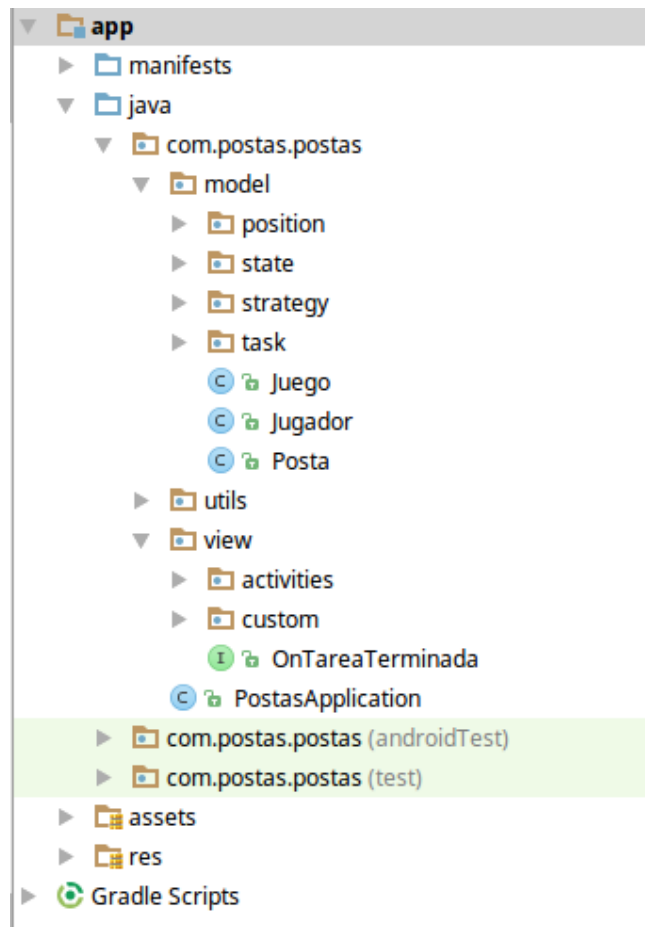 app
manifests
java
com.postas.postas
model
position
state
strategy
task
C Juego
C Jugador
C Posta
utils
view
activities
custom
I OnTareaTerminada
C PostasApplication
com.postas.postas (androidTest)
com.postas.postas (test)
assets
res
Gradle Scripts